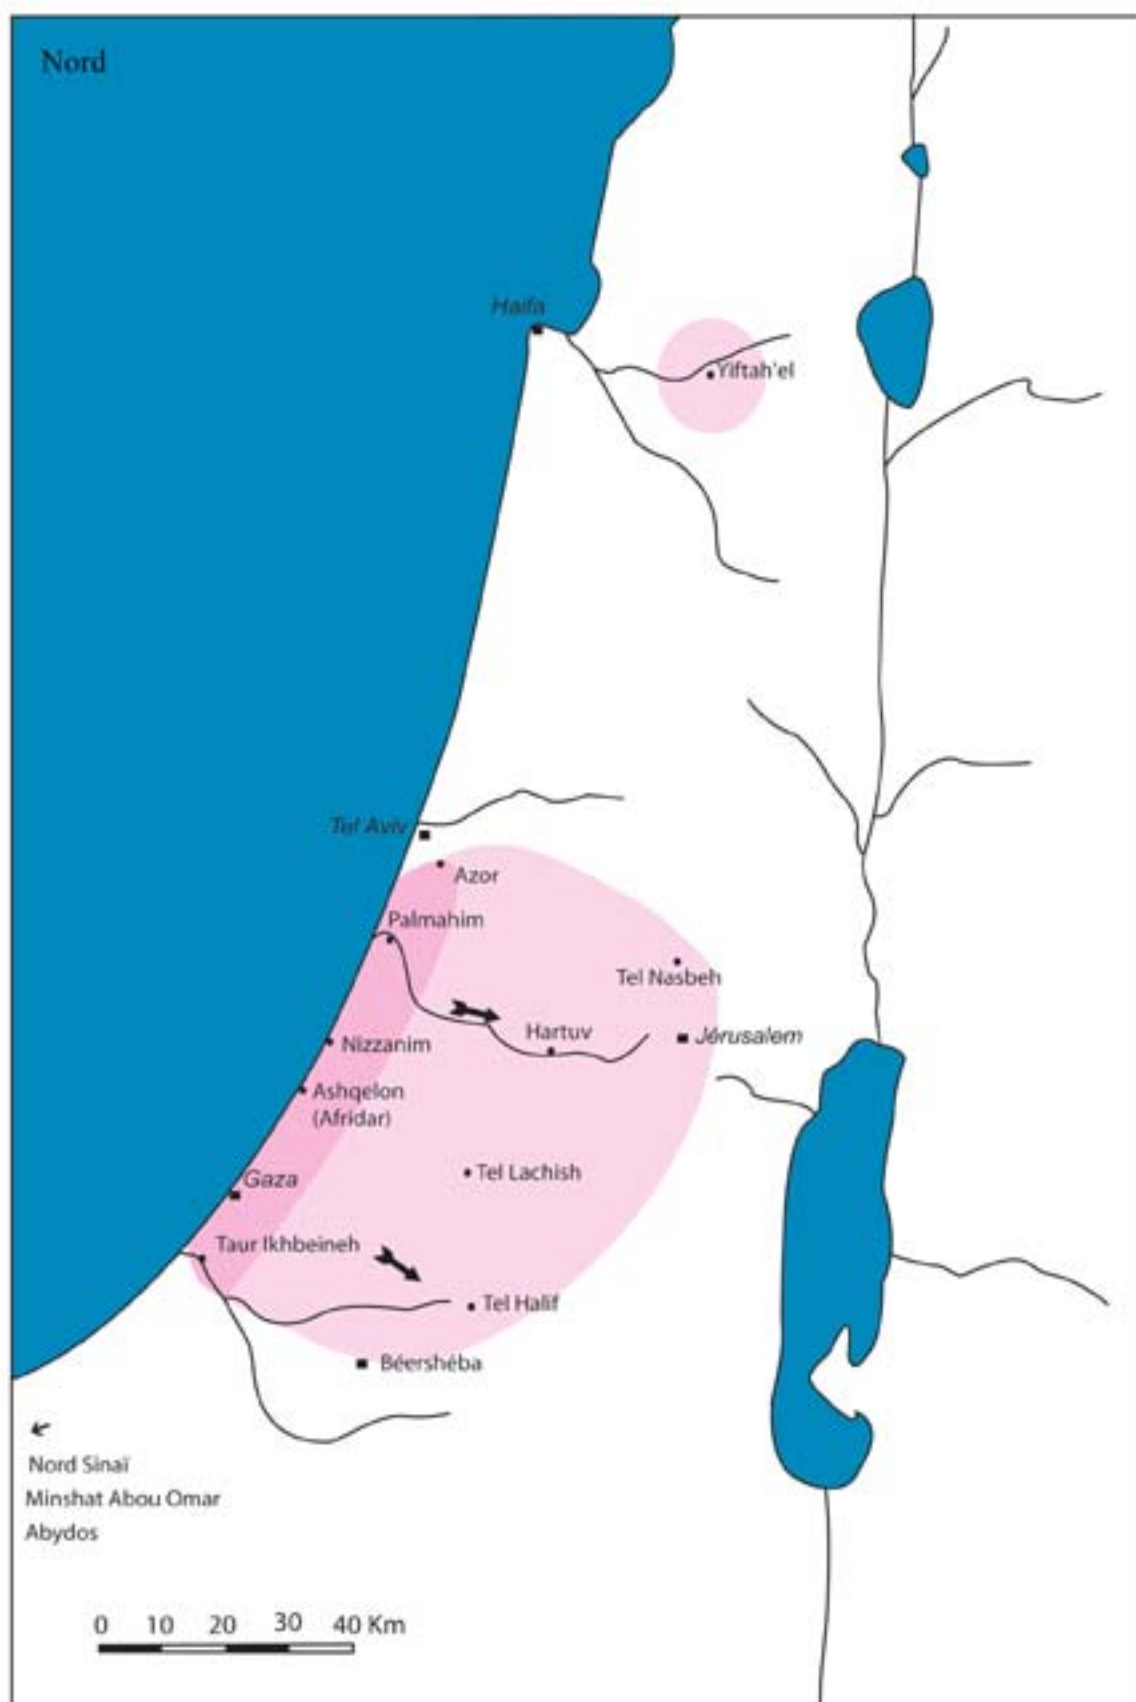 Nord
Haifa
Yiftah'el
Tel Aviv
Azor
Palmahim
Tel Nasbeh
Hartuv
Jérusalem
Nizzanim
Ashqelon
(Afridar)
Tel Lachish
Gaza
Taur Ikhbeineh
Tel Halif
Béershéba
Nord Sinaï
Minshat Abou Omar
Abydos
0 10 20 30 40 Km